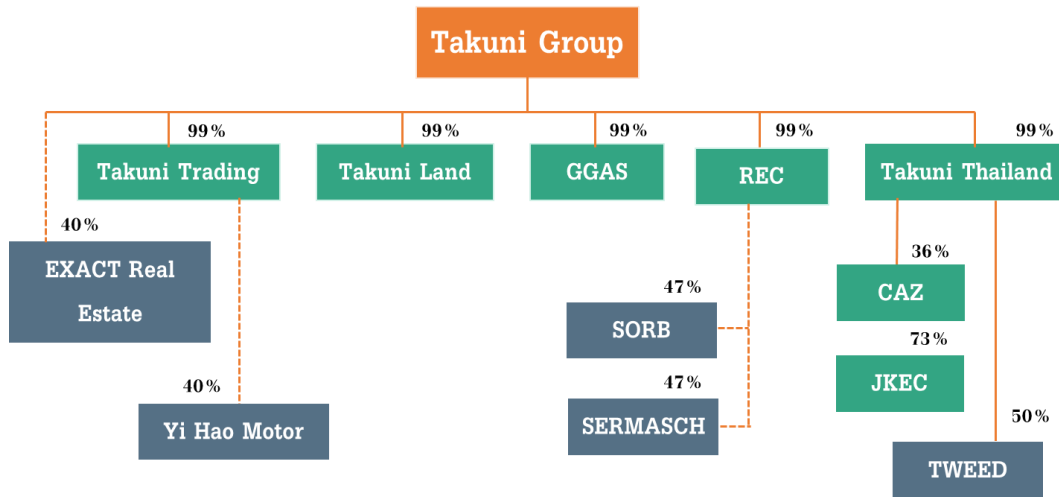 Takuni Group
99%
99%
99%
99%
99%
Takuni Trading
Takuni Land
GGAS
REC
Takuni Thailand
40%
EXACT Real
Estate
36%
CAZ
47%
SORB
73%
JKEC
40%
Yi Hao Motor
47%
SERMASCH
50%
TWEED